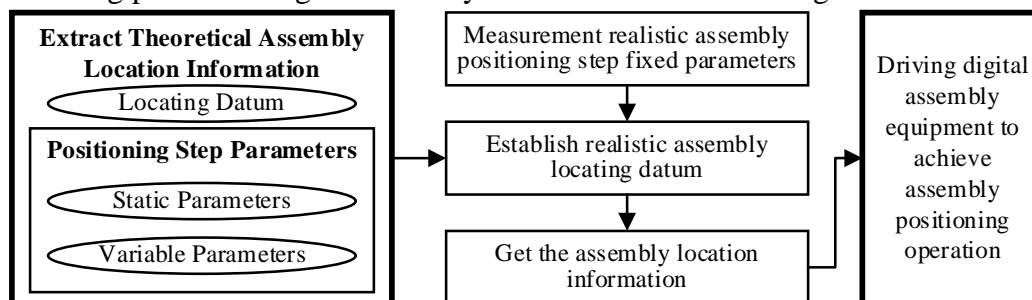 Extract Theoretical Assembly
Location Information
Locating Datum
Positioning Step Parameters
Static Parameters
Variable Parameters
Measurement realistic assembly
positioning step fixed parameters
Establish realistic assembly
locating datum
Get the assembly location
information
Driving digital
assembly
equipment to
achieve
assembly
positioning
operation